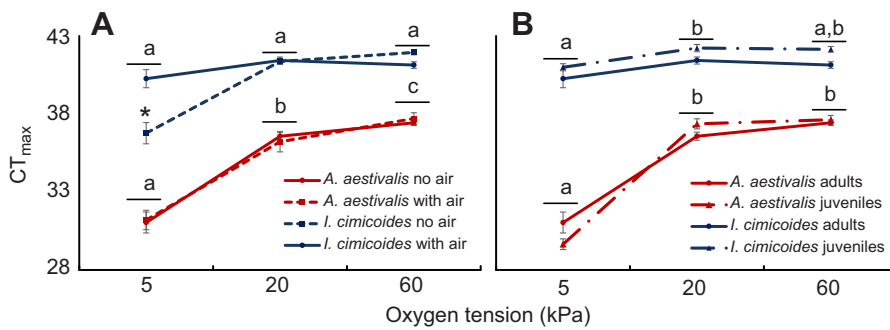 A
B
43
38
33
28
CTmax
a
a
a
*
a
b
c
a
b
a,b
a
b
b
A. aestivalis no air
A. aestivalis with air
I. cimicoides no air
I. cimicoides with air
A. aestivalis adults
A. aestivalis juveniles
I. cimicoides adults
I. cimicoides juveniles
5
20
60
5
20
60
Oxygen tension (kPa)